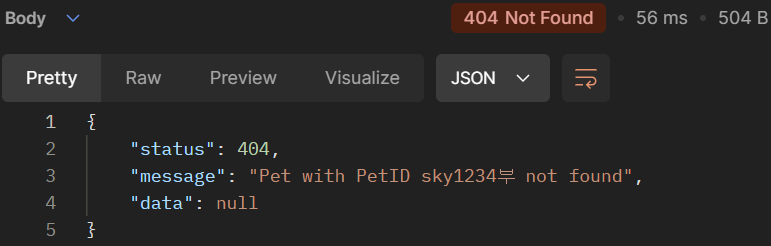 Body 404 Not Found 56 ms 504 B
Pretty Raw Preview Visualize JSON
1 {
2 "status": 404,
3 "message": "Pet with PetID sky1234부 not found",
4 "data": null
5 }